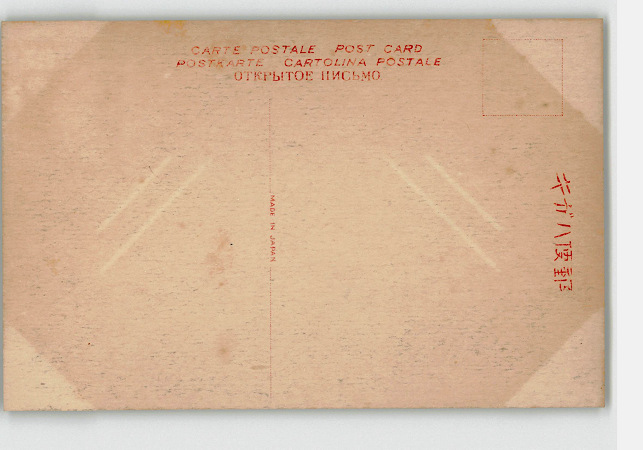 CARTE POSTALE POST CARD
POSTKARTE CARTOLINA POSTALE
ОТКРЫТОЕ ПИСЬМО
MADE IN JAPAN
キガハ便郵